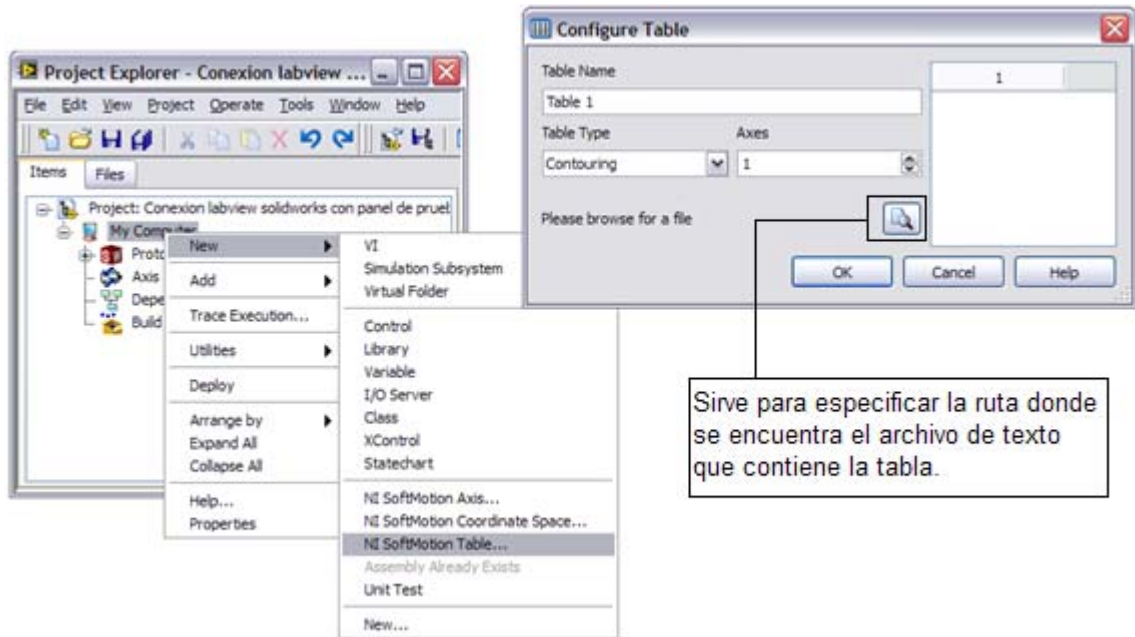 Project Explorer - Conexion labview ...
File Edit View Project Operate Tools Window Help
Items Files
Project: Conexion labview solidworks con panel de pruel
My Computer
Proto
Axis
Depe
Build
New
Add
Trace Execution...
Utilities
Deploy
Arrange by
Expand All
Collapse All
Help...
Properties
VI
Simulation Subsystem
Virtual Folder
Control
Library
Variable
I/O Server
Class
XControl
Statechart
NI SoftMotion Axis...
NI SoftMotion Coordinate Space...
NI SoftMotion Table...
Assembly Already Exists
Unit Test
New...
Configure Table
Table Name
Table 1
Table Type Axes
Contouring 1
Please browse for a file
1
OK Cancel Help
Sirve para especificar la ruta donde
se encuentra el archivo de texto
que contiene la tabla.